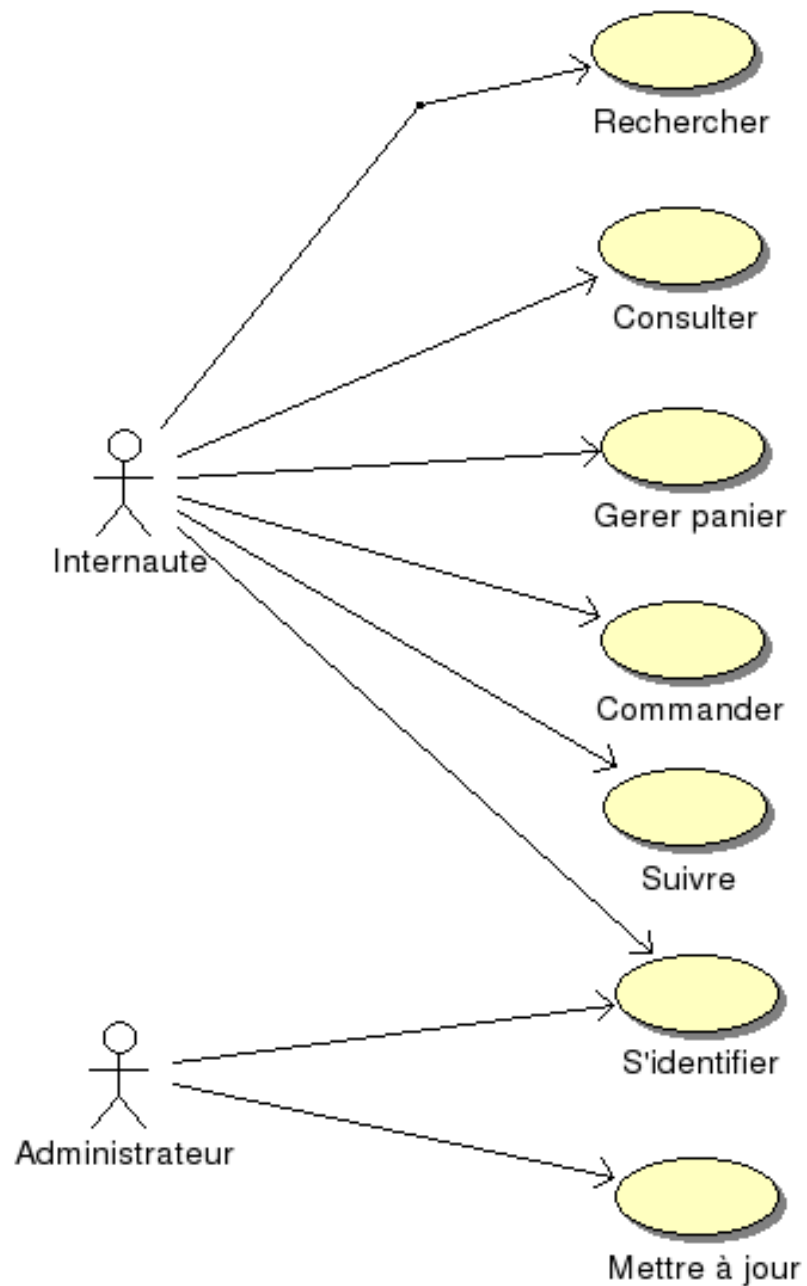 Rechercher
Consulter
Gerer panier
Internaute
Commander
Suivre
S'identifier
Administrateur
Mettre à jour